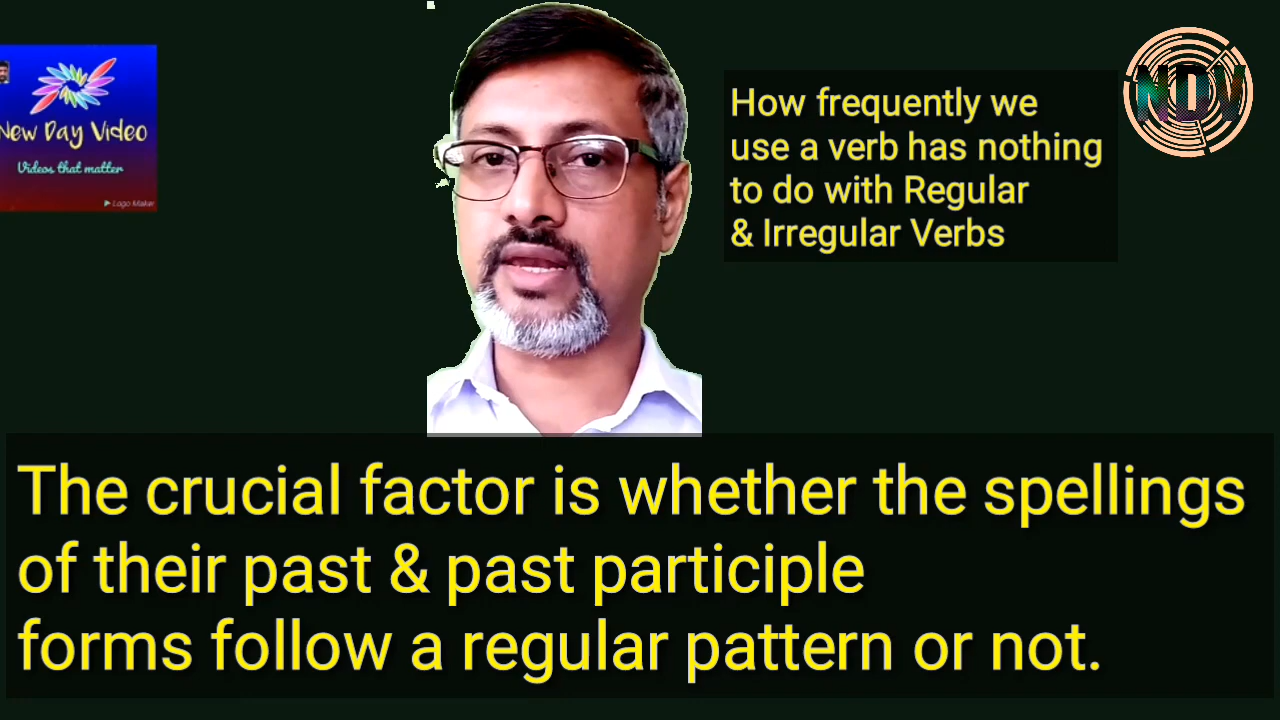 New Day Video
Videos that matter
Logo Maker
NDV
How frequently we
use a verb has nothing
to do with Regular
& Irregular Verbs
The crucial factor is whether the spellings
of their past & past participle
forms follow a regular pattern or not.